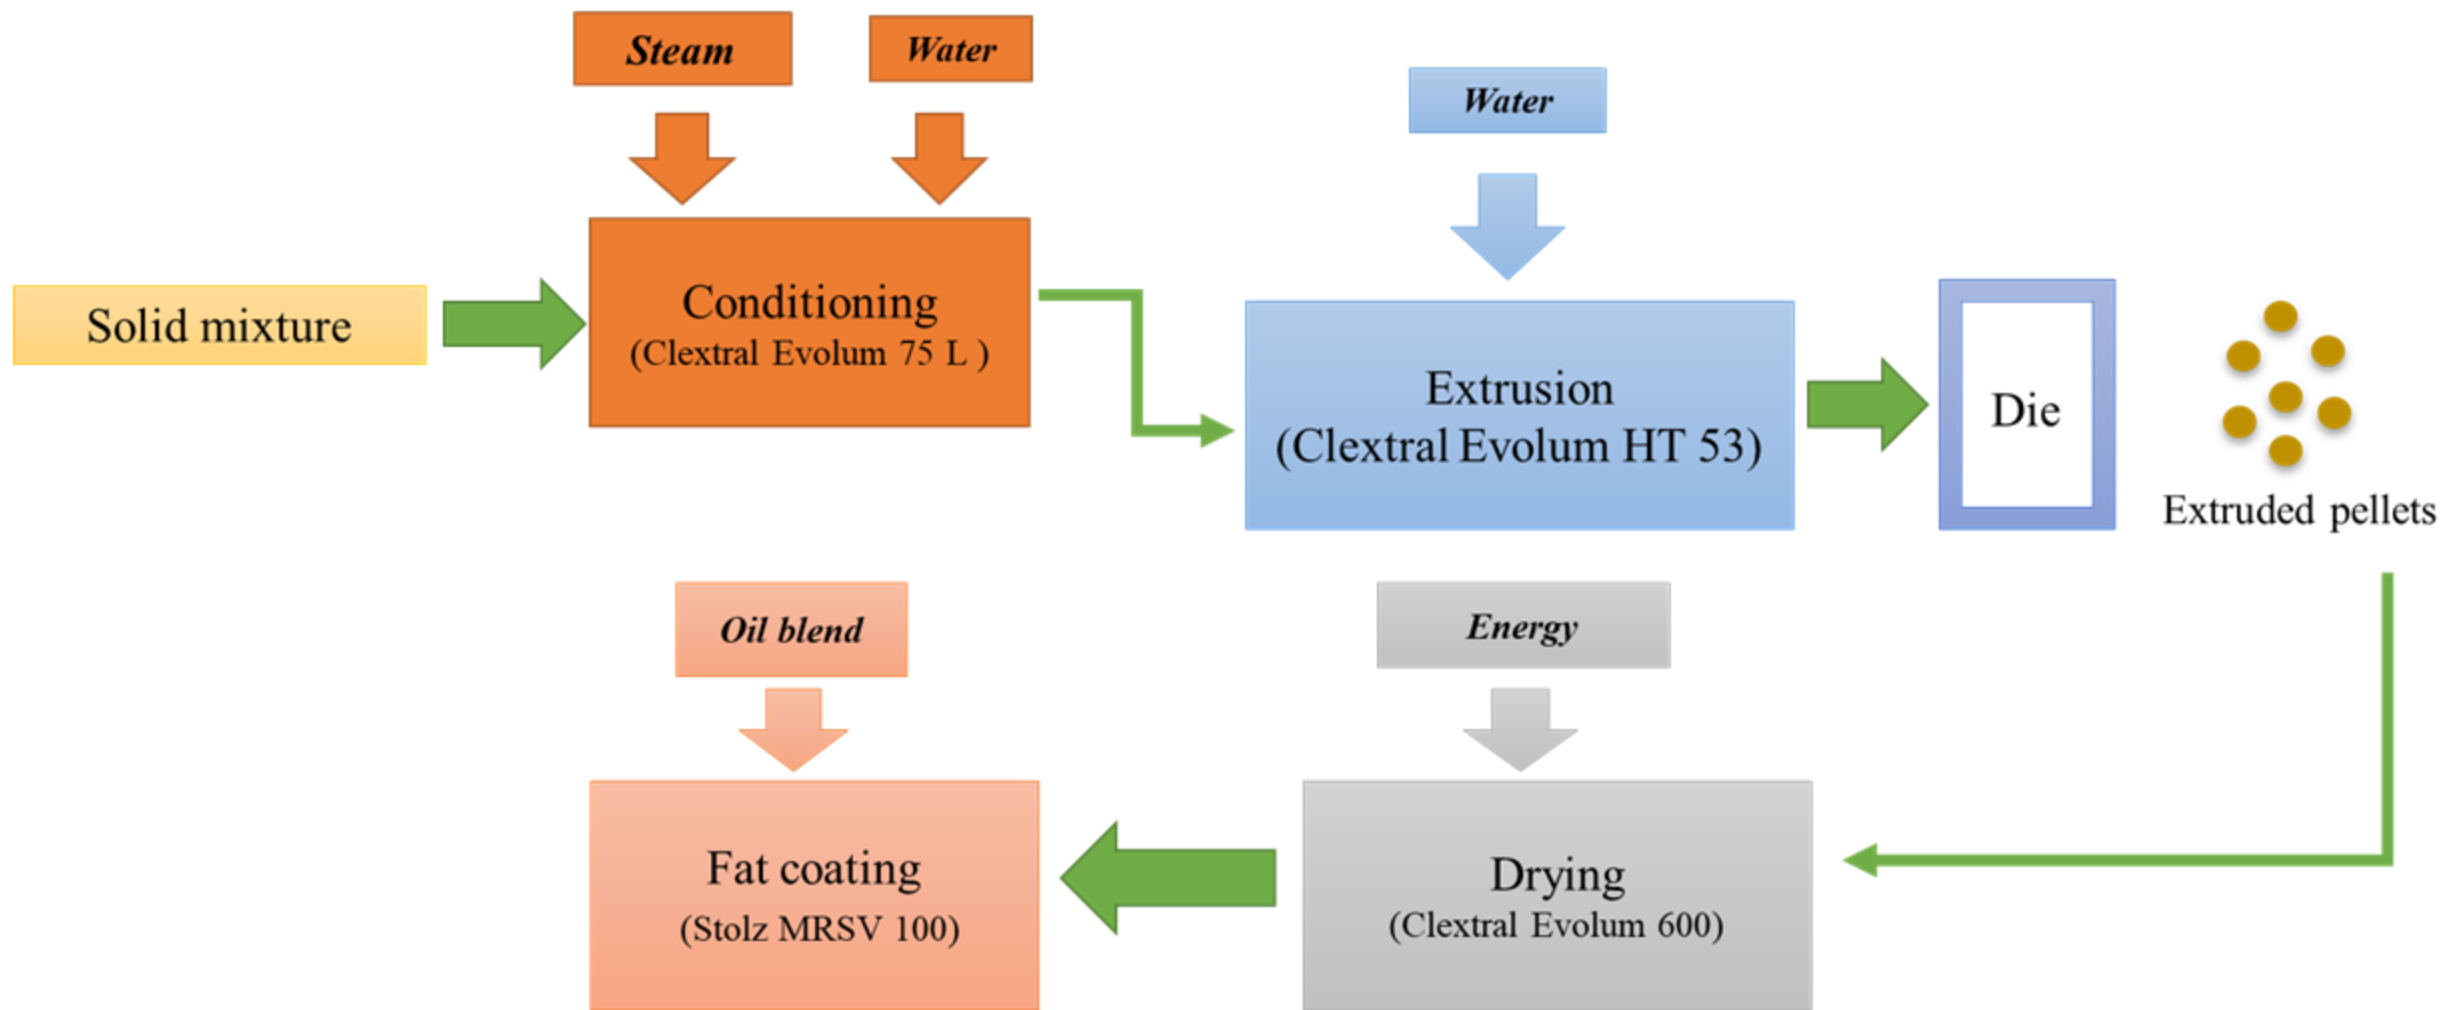 Steam
Water
Water
Solid mixture
Conditioning
(Clextral Evolum 75 L )
Extrusion
(Clextral Evolum HT 53)
Die
Extruded pellets
Oil blend
Energy
Fat coating
(Stolz MRSV 100)
Drying
(Clextral Evolum 600)